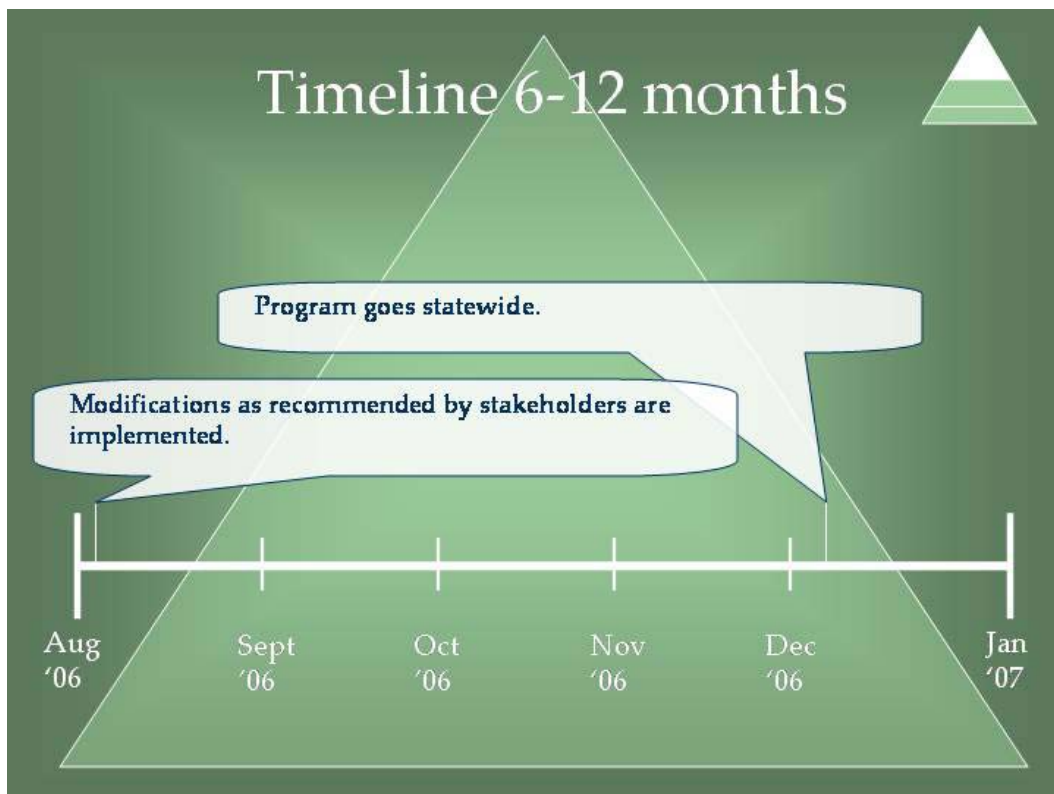 Timeline 6-12 months
Program goes statewide.
Modifications as recommended by stakeholders are
implemented.
Aug
‘06
Sept
‘06
Oct
‘06
Nov
‘06
Dec
‘06
Jan
‘07